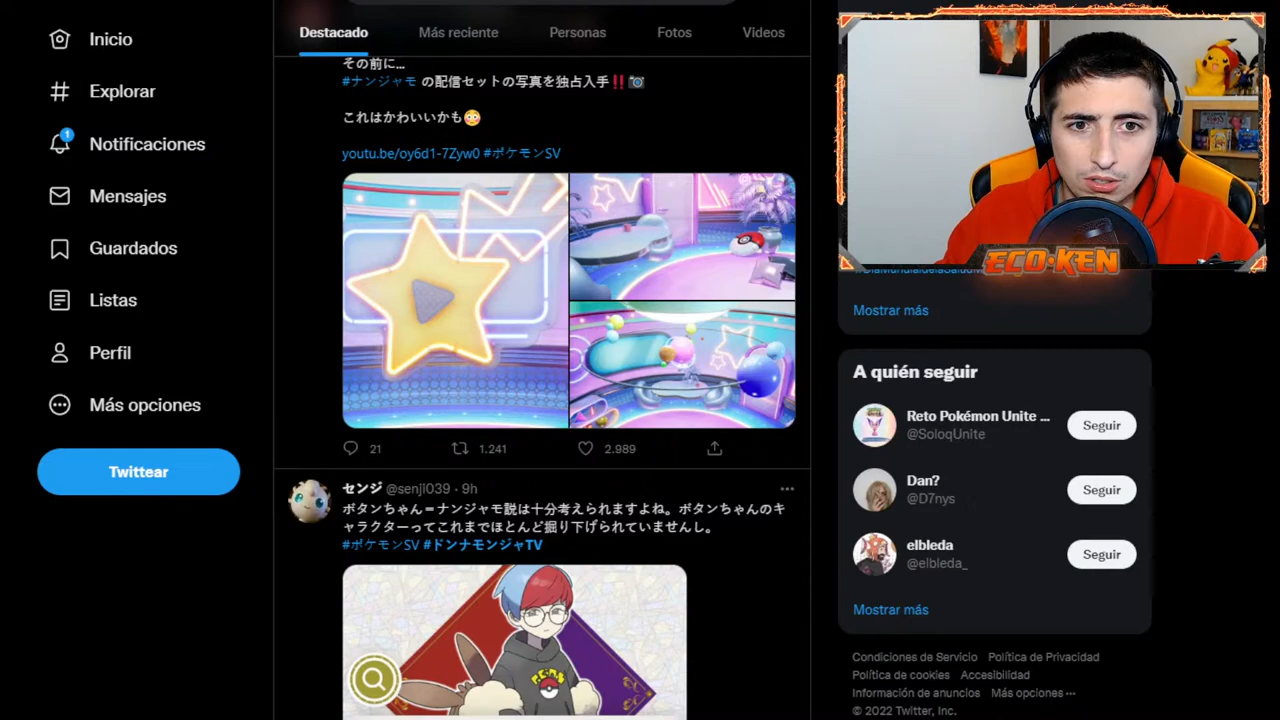 Inicio
Explorar
1
Notificaciones
Mensajes
Guardados
Listas
Perfil
Más opciones
Twittear
Destacado
Más reciente
Personas
Fotos
Videos
その前に...
#ナンジャモ の配信セットの写真を独占入手‼️📷
これはかわいいかも😳
youtu.be/oy6d1-7Zyw0 #ポケモンSV
21
1.241
2.989
センジ @senji039 · 9h
ボタンちゃん＝ナンジャモ説は十分考えられますよね。ボタンちゃんのキ
ャラクターってこれまでほとんど掘り下げられていませんし。
#ポケモンSV #ドンナモンジャTV
ECO-KEN
Mostrar más
A quién seguir
Reto Pokémon Unite ...
@SoloqUnite
Seguir
Dan?
@D7nys
Seguir
elbleda
@elbleda_
Seguir
Mostrar más
Condiciones de Servicio Política de Privacidad
Política de cookies Accesibilidad
Información de anuncios Más opciones ···
© 2022 Twitter, Inc.